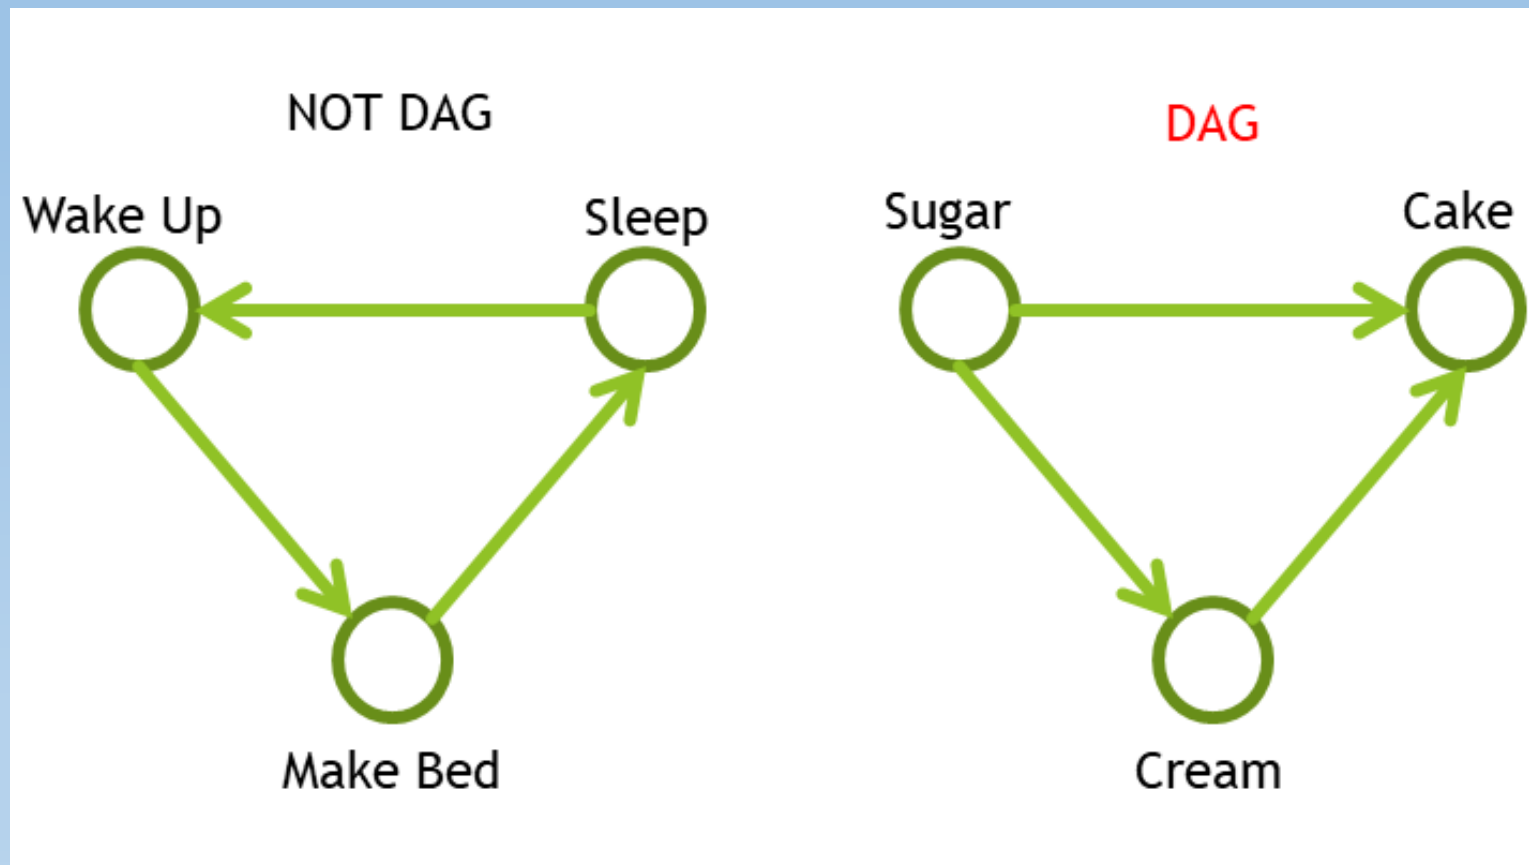 NOT DAG
Wake Up
Sleep
Make Bed
DAG
Sugar
Cake
Cream